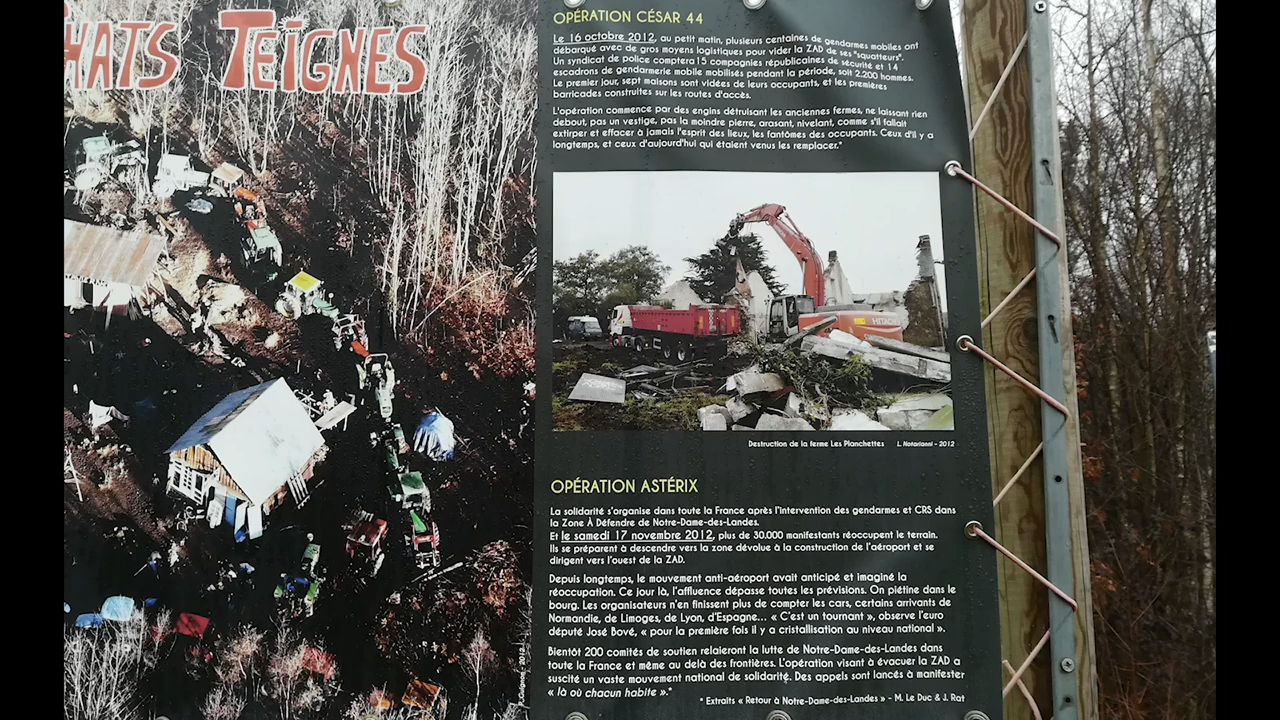 HATS TEIGNES
OPÉRATION CÉSAR 44
Le 16 octobre 2012, au petit matin, plusieurs centaines de gendarmes mobiles ont
débarqué avec de gros moyens logistiques pour vider la ZAD de ses "squatteurs".
Un syndicat de police comptera 15 compagnies républicaines de sécurité et 14
escadrons de gendarmerie mobile mobilisés pendant la période, soit 2.200 hommes.
Le premier jour, sept maisons sont vidées de leurs occupants, et les premières
barricades construites sur les routes d'accès.
L'opération commence par des engins détruisant les anciennes fermes, ne laissant rien
debout, pas un vestige, pas la moindre pierre, arasant, nivelant, comme s'il fallait
extirper et effacer à jamais l'esprit des lieux, les fantômes des occupants. Ceux d'il y a
longtemps, et ceux d'aujourd'hui qui étaient venus les remplacer."
HITACHI
Destruction de la ferme Les Planchettes L. Notarianni - 2012
OPÉRATION ASTÉRIX
La solidarité s'organise dans toute la France après l'intervention des gendarmes et CRS dans
la Zone À Défendre de Notre-Dame-des-Landes.
Et le samedi 17 novembre 2012, plus de 30.000 manifestants réoccupent le terrain.
Ils se préparent à descendre vers la zone dévolue à la construction de l'aéroport et se
dirigent vers l'ouest de la ZAD.
Depuis longtemps, le mouvement anti-aéroport avait anticipé et imaginé la
réoccupation. Ce jour là, l'affluence dépasse toutes les prévisions. On piétine dans le
bourg. Les organisateurs n'en finissent plus de compter les cars, certains arrivants de
Normandie, de Limoges, de Lyon, d'Espagne... « C'est un tournant », observe l'euro
député José Bové, « pour la première fois il y a cristallisation au niveau national ».
Bientôt 200 comités de soutien relaieront la lutte de Notre-Dame-des-Landes dans
toute la France et même au delà des frontières. L'opération visant à évacuer la ZAD a
suscité un vaste mouvement national de solidarité. Des appels sont lancés à manifester
« là où chacun habite »."
" Extraits « Retour à Notre-Dame-des-Landes » - M. Le Duc & J. Rat